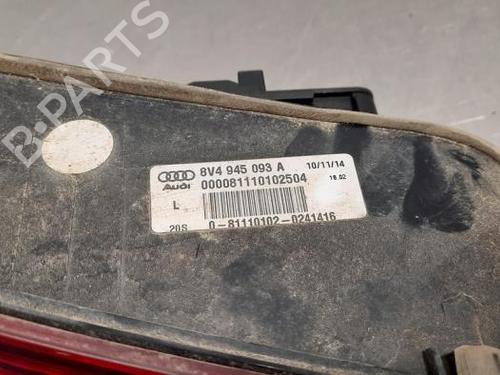 B-PARTS
8V4 945 093 A 10/11/14
Audi 000081110102504 18.02
L
20S 0-81110102-0241416